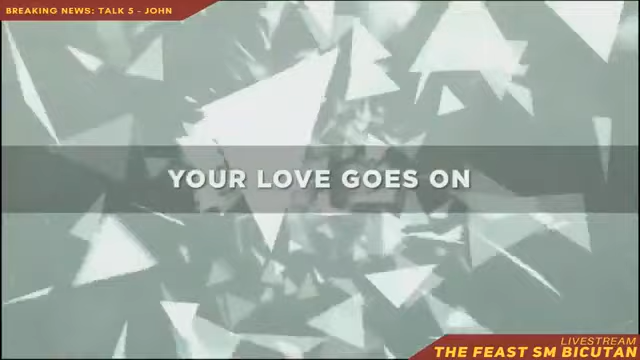 BREAKING NEWS: TALK 5 - JOHN
YOUR LOVE GOES ON
LIVESTREAM
THE FEAST SM BICUTAN